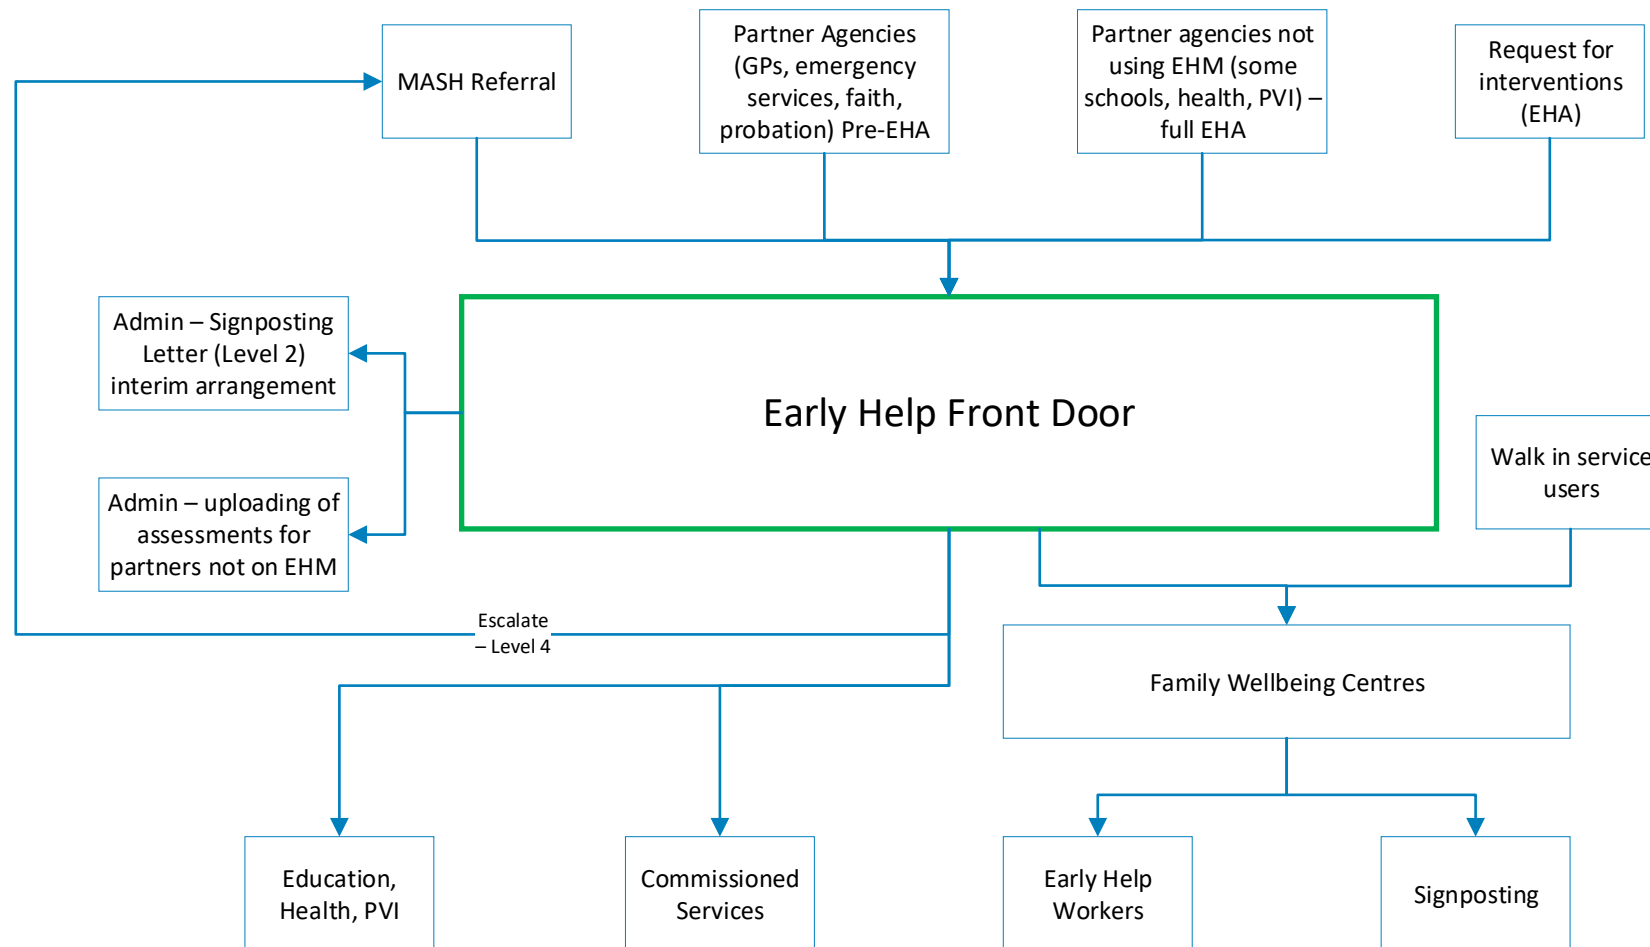 MASH Referral
Partner Agencies
(GPs, emergency
services, faith,
probation) Pre-EHA
Partner agencies not
using EHM (some
schools, health, PVI) –
full EHA
Request for
interventions
(EHA)
Admin – Signposting
Letter (Level 2)
interim arrangement
Early Help Front Door
Walk in service
users
Admin – uploading of
assessments for
partners not on EHM
Escalate
– Level 4
Family Wellbeing Centres
Education,
Health, PVI
Commissioned
Services
Early Help
Workers
Signposting